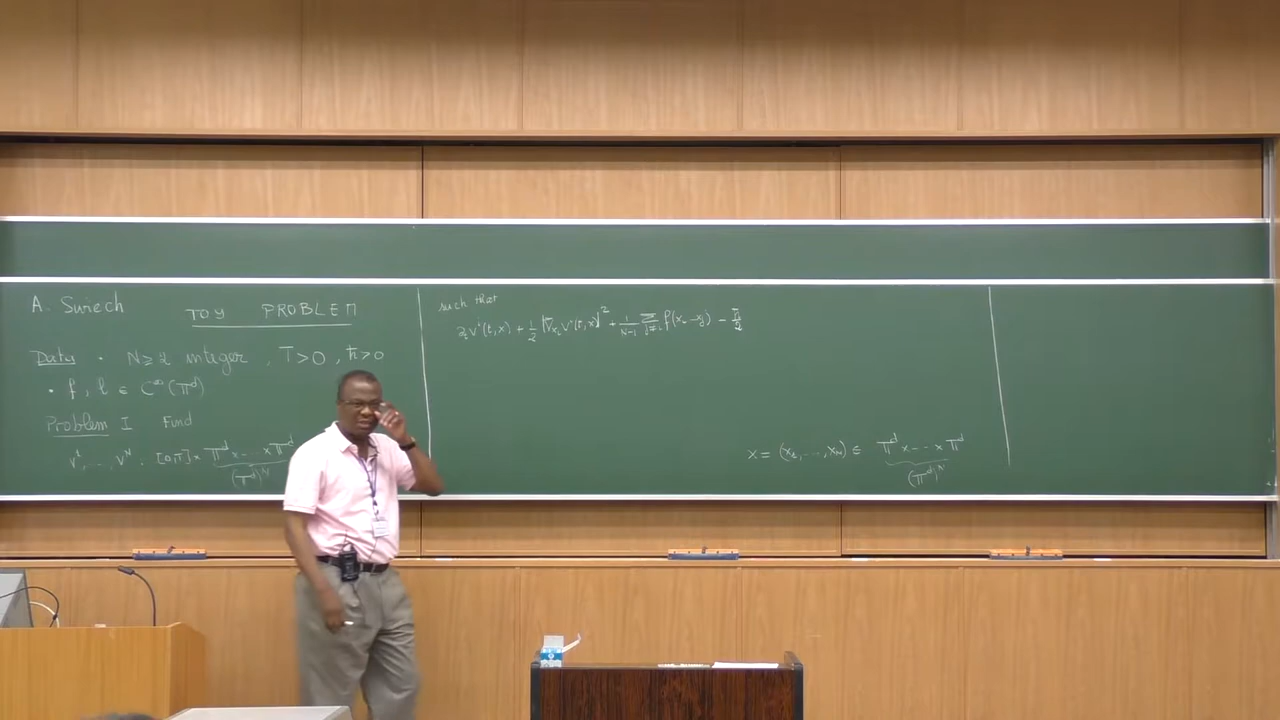 A. Swiech TOY PROBLEM
Data • N ≥ 2 integer, T > 0, ħ > 0
• f, l ∈ C^∞(𝕋^d)
Problem I Find
v^1, ..., v^N : [0,T] × 𝕋^d × ... × 𝕋^d
(𝕋^d)^N
such that
∂_t v^i(t,x) + 1/2 |∇_{x_i} v^i(t,x)|^2 + 1/(N-1) Σ_{j≠i} f(x_i - x_j) - ħ/2
x = (x_1, ..., x_N) ∈ 𝕋^d × ... × 𝕋^d
(𝕋^d)^N